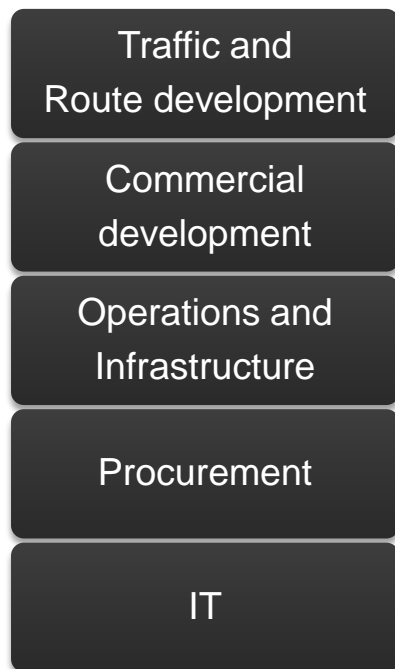 Traffic and
Route development
Commercial
development
Operations and
Infrastructure
Procurement
IT